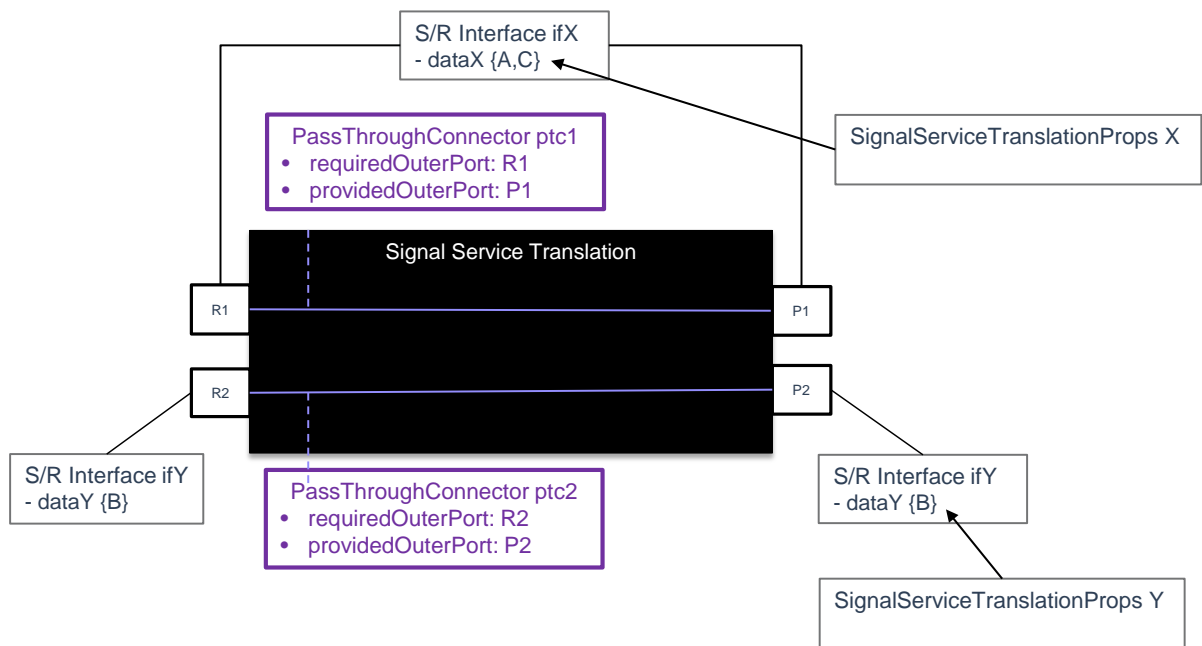 S/R Interface ifX
- dataX {A,C}
SignalServiceTranslationProps X
PassThroughConnector ptc1
• requiredOuterPort: R1
• providedOuterPort: P1
Signal Service Translation
R1
P1
R2
P2
S/R Interface ifY
- dataY {B}
PassThroughConnector ptc2
• requiredOuterPort: R2
• providedOuterPort: P2
S/R Interface ifY
- dataY {B}
SignalServiceTranslationProps Y